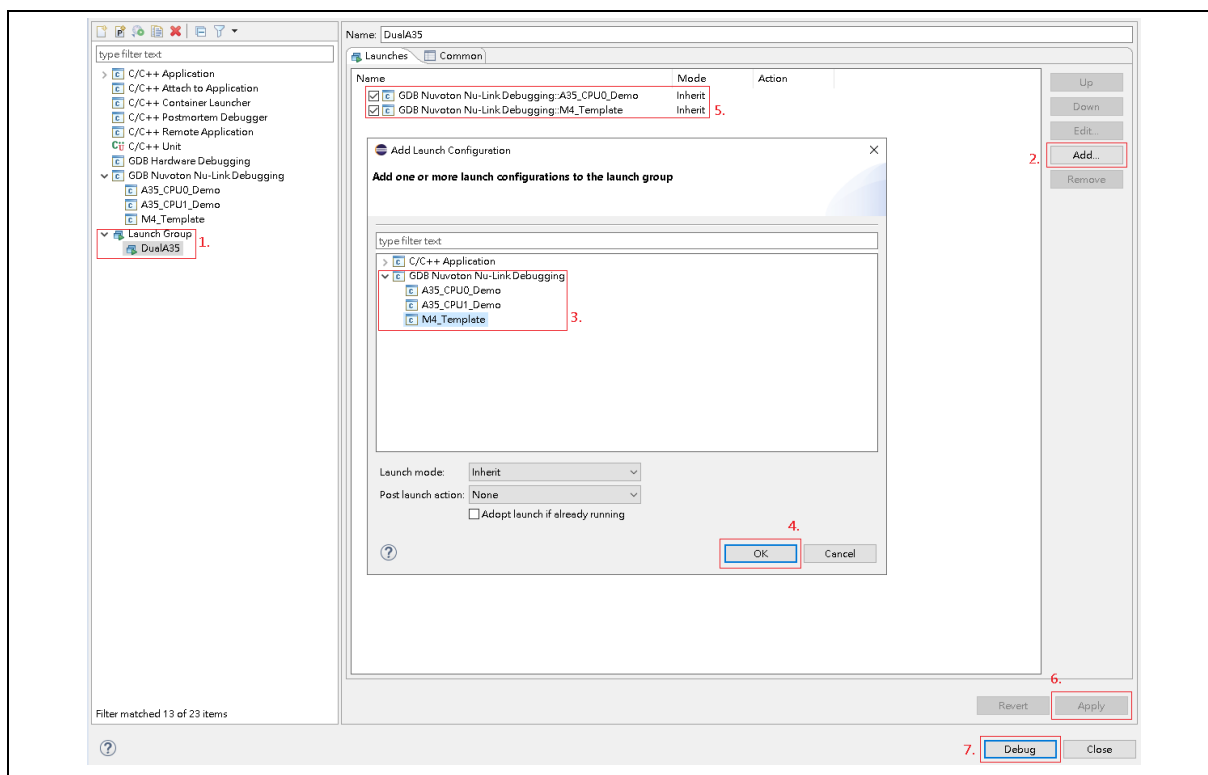 Name: DualA35
type filter text
Launches
Common
C/C++ Application
C/C++ Attach to Application
C/C++ Container Launcher
C/C++ Postmortem Debugger
C/C++ Remote Application
C/C++ Unit
GDB Hardware Debugging
GDB Nuvoton Nu-Link Debugging
A35_CPU0_Demo
A35_CPU1_Demo
M4_Template
Launch Group
DualA35
1.
Filter matched 13 of 23 items
Name Mode Action
GDB Nuvoton Nu-Link Debugging::A35_CPU0_Demo Inherit
GDB Nuvoton Nu-Link Debugging::M4_Template Inherit
5.
Up
Down
Edit...
2. Add...
Remove
Add Launch Configuration
Add one or more launch configurations to the launch group
type filter text
C/C++ Application
GDB Nuvoton Nu-Link Debugging
A35_CPU0_Demo
A35_CPU1_Demo
M4_Template
3.
Launch mode: Inherit
Post launch action: None
Adopt launch if already running
4.
OK Cancel
6.
Revert Apply
7. Debug Close